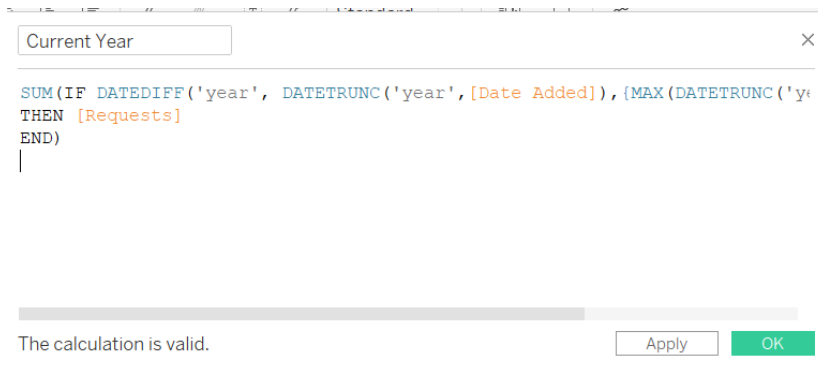 Current Year
SUM(IF DATEDIFF('year', DATETRUNC('year',[Date Added]),{MAX(DATETRUNC('ye
THEN [Requests]
END)
The calculation is valid.
Apply
OK